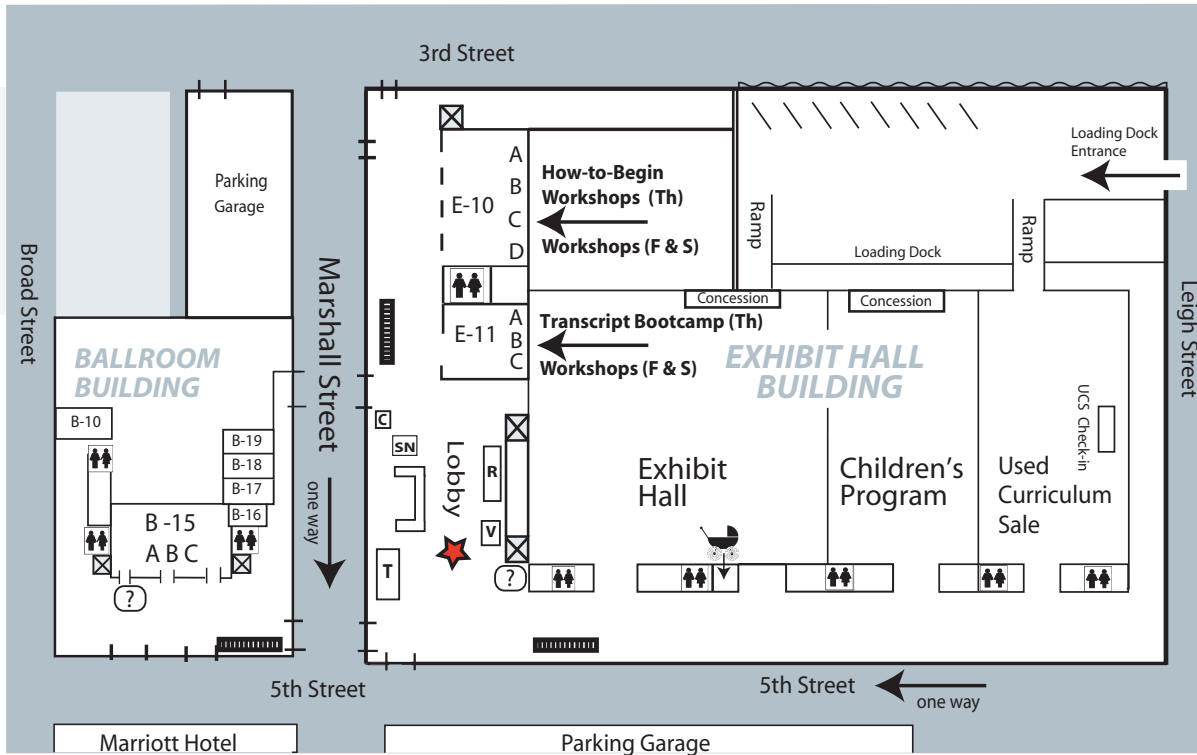 3rd Street
Parking
Garage
Broad Street
BALLROOM
BUILDING
B-10
B-19
B-18
B-17
B-16
B -15
A B C
?
Marshall Street
one way
E-10
A
B
C
D
How-to-Begin
Workshops (Th)
Workshops (F & S)
E-11
A
B
C
Transcript Bootcamp (Th)
Workshops (F & S)
Ramp
Loading Dock
Ramp
Loading Dock
Entrance
Concession
Concession
EXHIBIT HALL
BUILDING
Leigh Street
C
SN
Lobby
R
V
T
?
Exhibit
Hall
Children's
Program
Used
Curriculum
Sale
UCS Check-in
5th Street
5th Street
one way
Marriott Hotel
Parking Garage